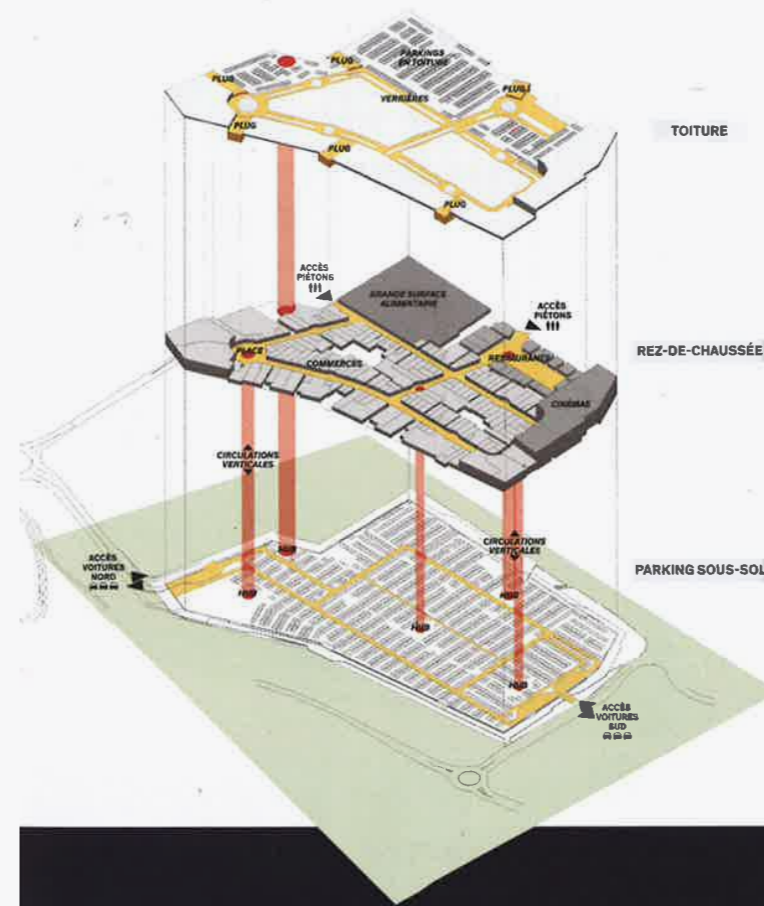 PARKINGS
EN TOITURE
PLUG
PLUG
PLUG
VERRIÈRES
PLUG
PLUG
PLUG
TOITURE
ACCÈS
PIÉTONS
GRANDE SURFACE
ALIMENTAIRE
ACCÈS
PIÉTONS
PLACE
COMMERCES
RESTAURANTS
REZ-DE-CHAUSSÉE
CINÉMAS
CIRCULATIONS
VERTICALES
CIRCULATIONS
VERTICALES
HUB
ACCÈS
VOITURES
NORD
PARKING SOUS-SOL
HUB
HUB
HUB
HUB
ACCÈS
VOITURES
SUD